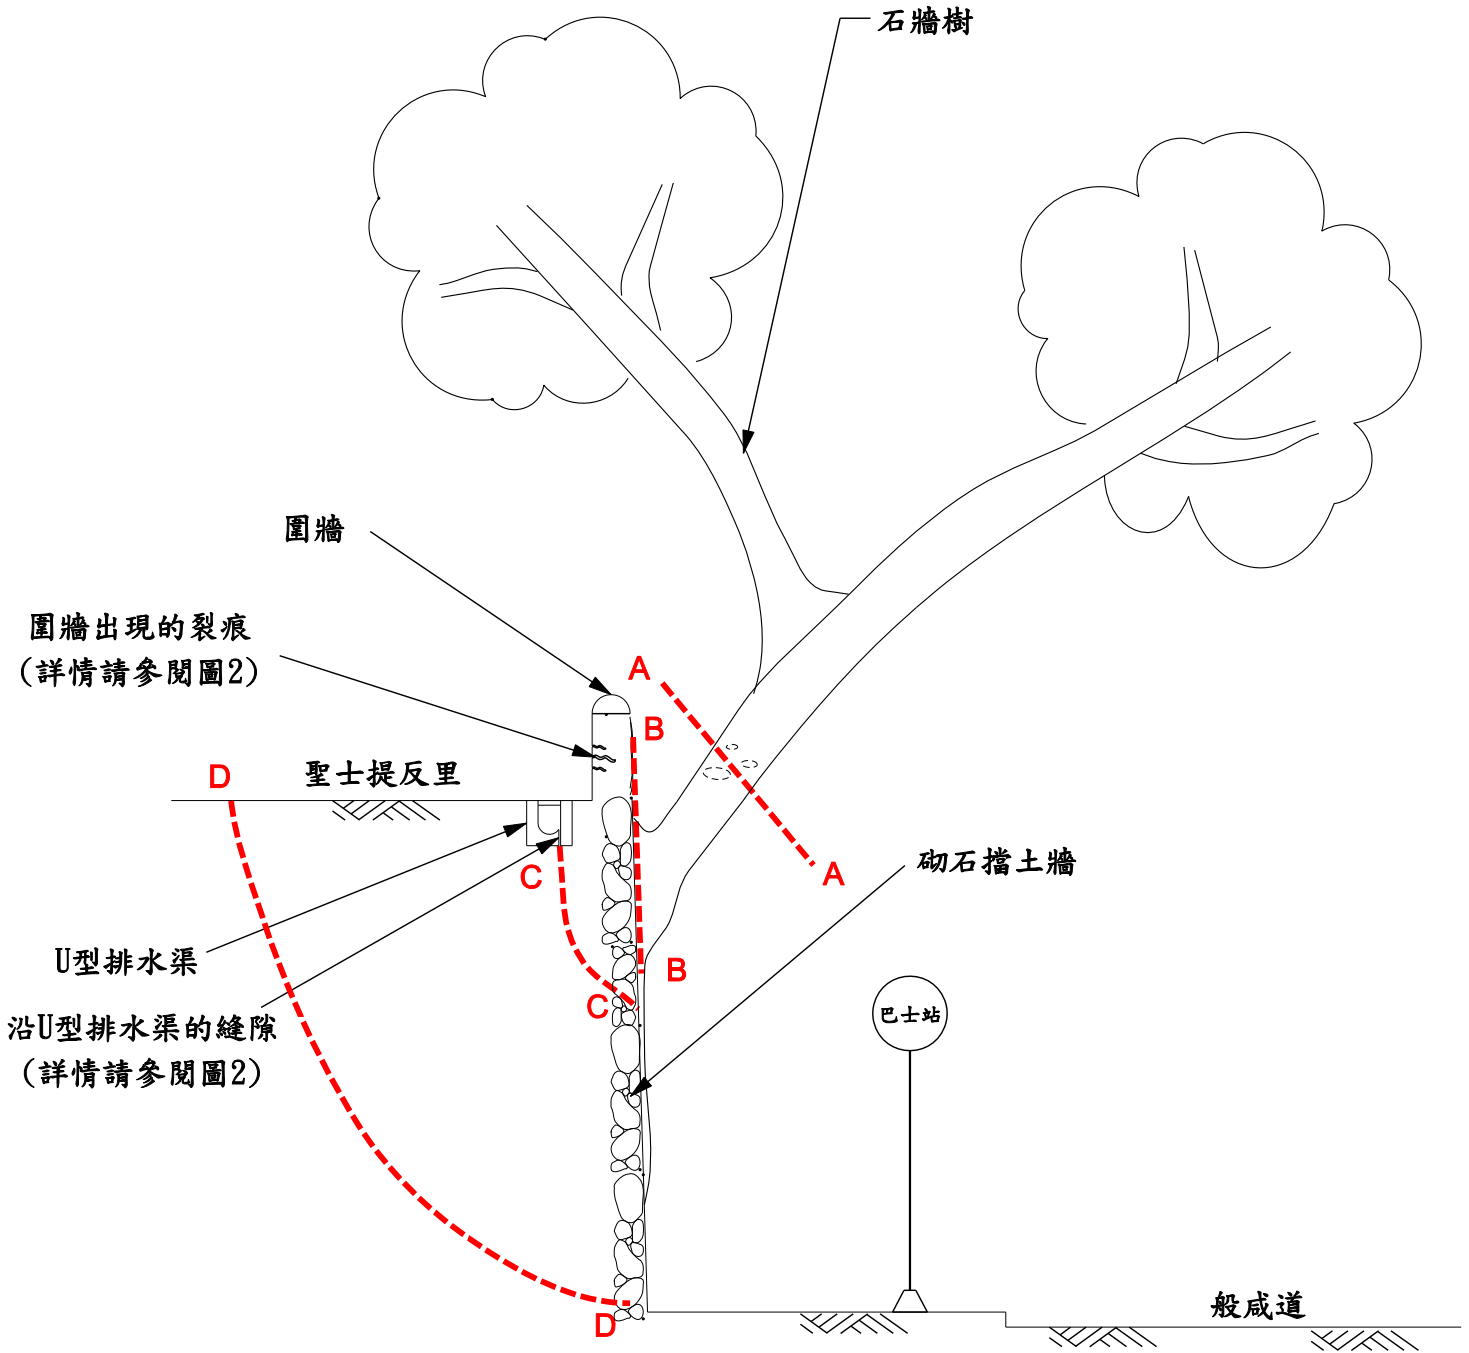 石牆樹
圍牆
圍牆出現的裂痕
(詳情請參閱圖2)
A
B
D
聖士提反里
C
A
砌石擋土牆
U型排水渠
B
C
沿U型排水渠的縫隙
(詳情請參閱圖2)
巴士站
般咸道
D